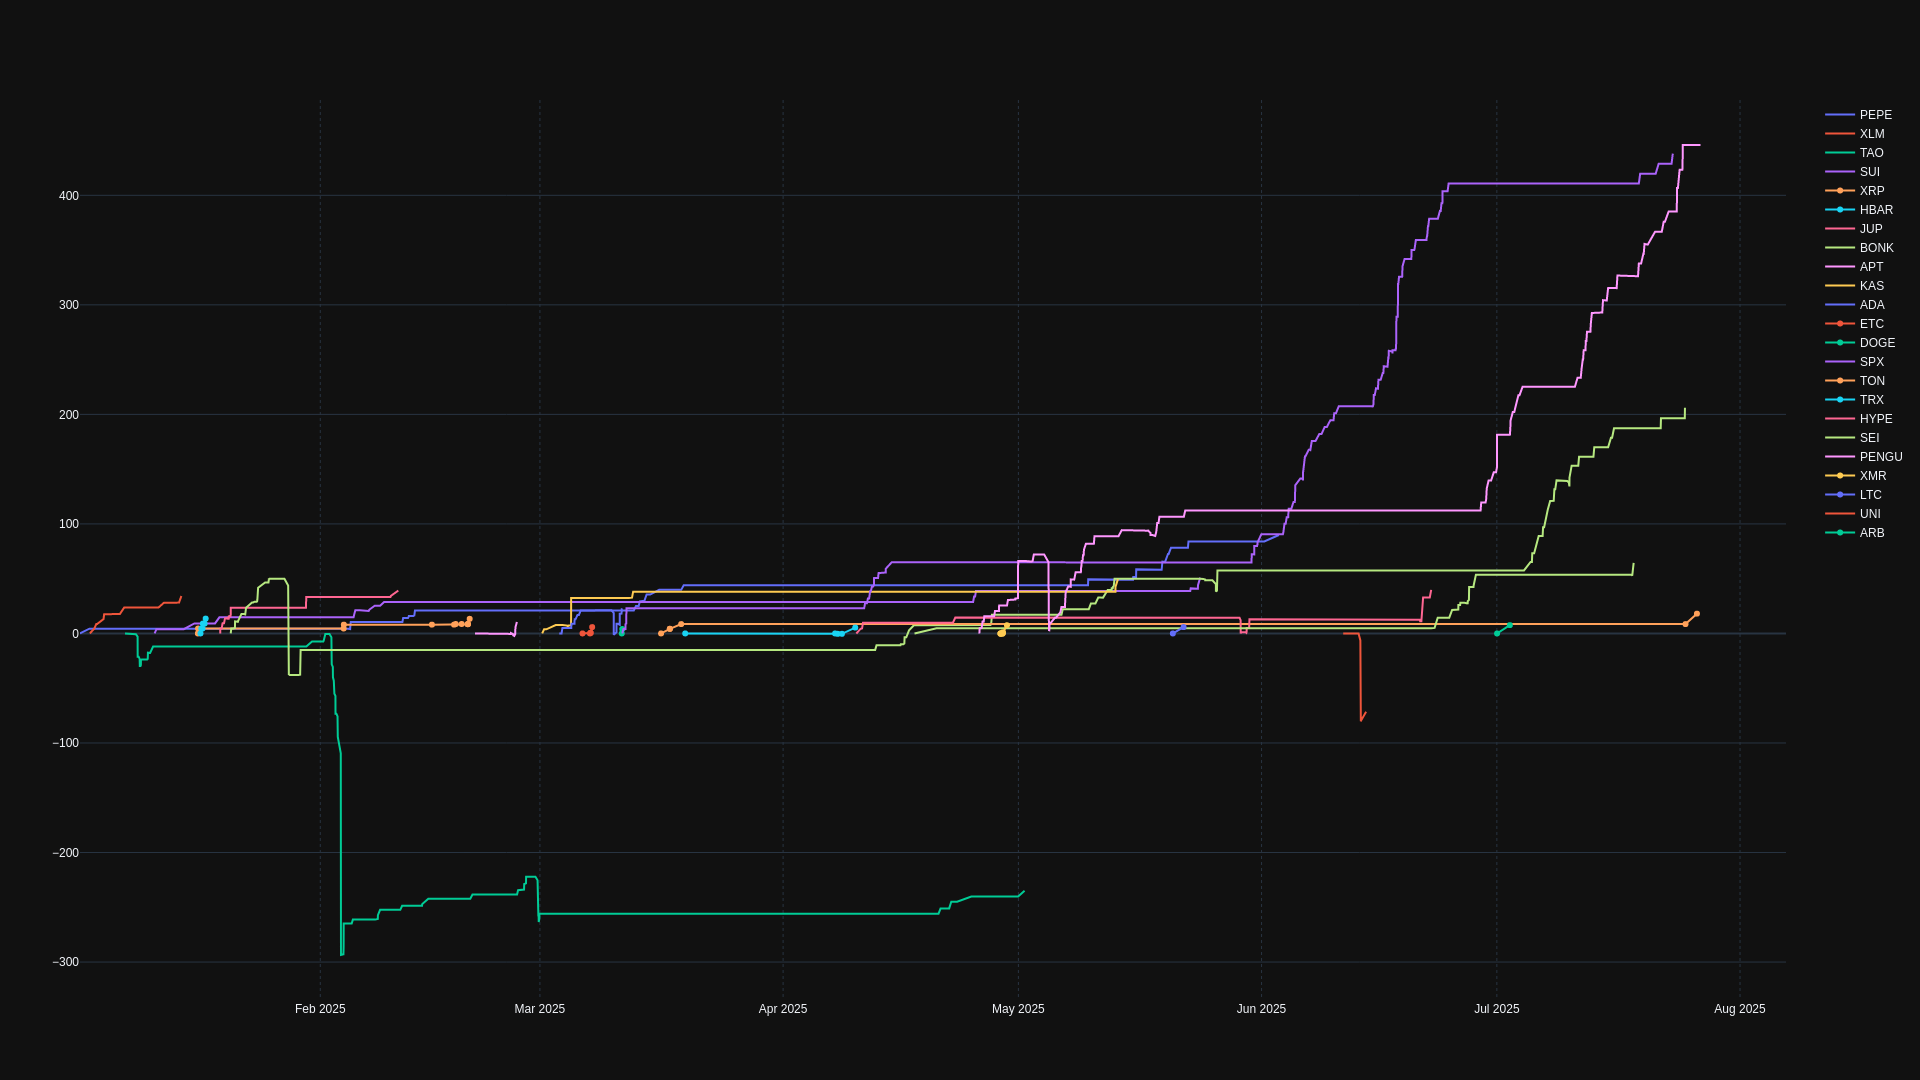 400
300
200
100
0
−100
−200
−300
Feb 2025
Mar 2025
Apr 2025
May 2025
Jun 2025
Jul 2025
Aug 2025
PEPE
XLM
TAO
SUI
XRP
HBAR
JUP
BONK
APT
KAS
ADA
ETC
DOGE
SPX
TON
TRX
HYPE
SEI
PENGU
XMR
LTC
UNI
ARB